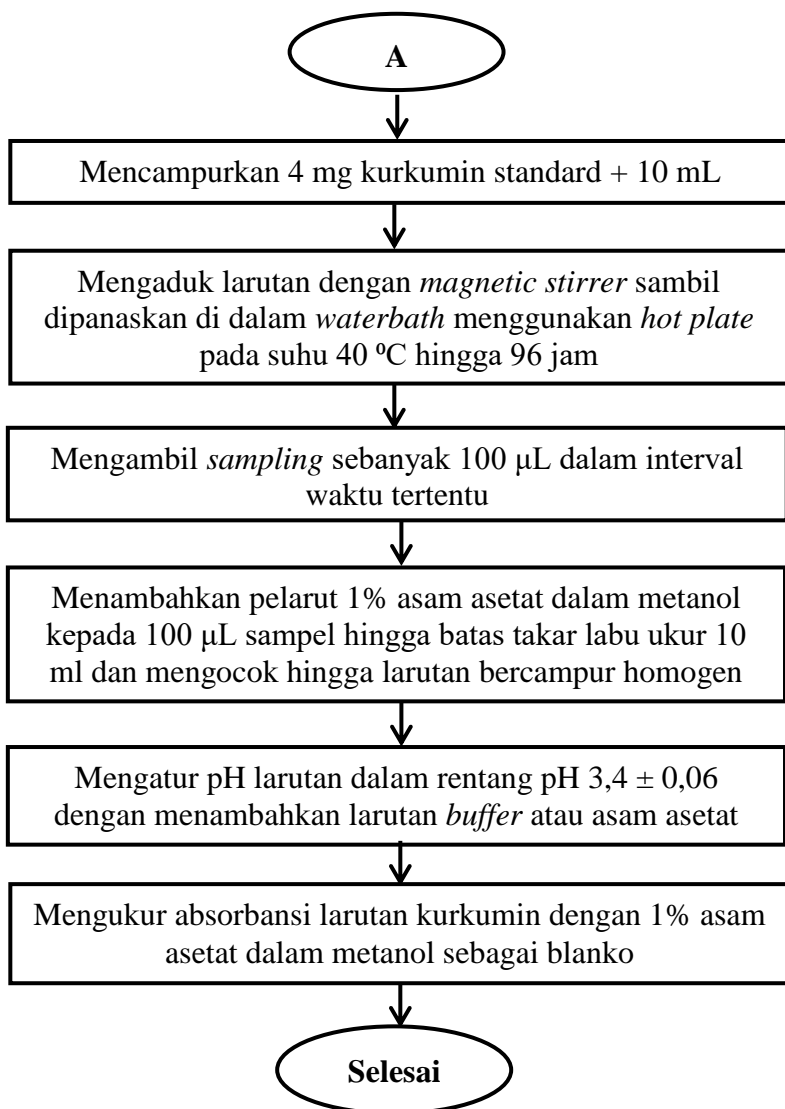 A
Mencampurkan 4 mg kurkumin standard + 10 mL
Mengaduk larutan dengan magnetic stirrer sambil
dipanaskan di dalam waterbath menggunakan hot plate
pada suhu 40 ⁰C hingga 96 jam
Mengambil sampling sebanyak 100 μL dalam interval
waktu tertentu
Menambahkan pelarut 1% asam asetat dalam metanol
kepada 100 μL sampel hingga batas takar labu ukur 10
ml dan mengocok hingga larutan bercampur homogen
Mengatur pH larutan dalam rentang pH 3,4 ± 0,06
dengan menambahkan larutan buffer atau asam asetat
Mengukur absorbansi larutan kurkumin dengan 1% asam
asetat dalam metanol sebagai blanko
Selesai